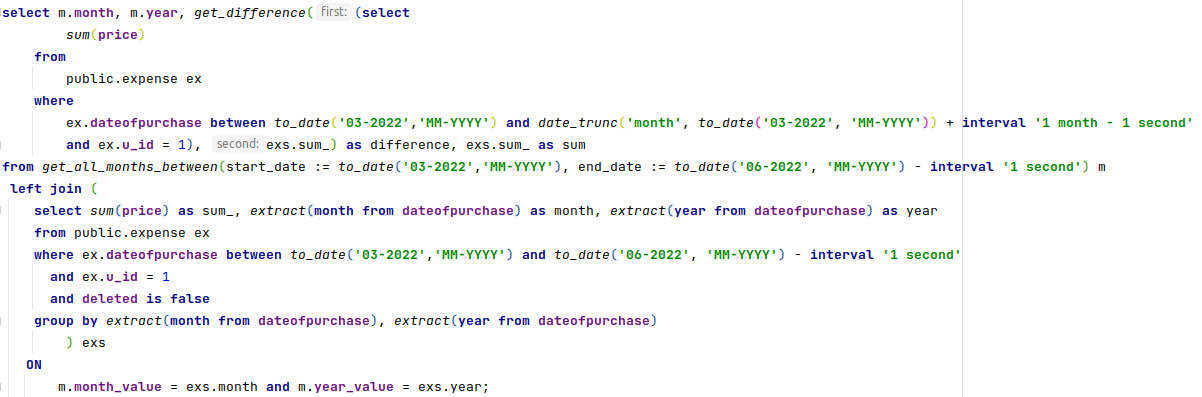 select m.month, m.year, get_difference( first: (select
sum(price)
from
public.expense ex
where
ex.dateofpurchase between to_date('03-2022','MM-YYYY') and date_trunc('month', to_date('03-2022', 'MM-YYYY')) + interval '1 month - 1 second'
and ex.u_id = 1), second: exs.sum_) as difference, exs.sum_ as sum
from get_all_months_between(start_date := to_date('03-2022','MM-YYYY'), end_date := to_date('06-2022', 'MM-YYYY') - interval '1 second') m
left join (
select sum(price) as sum_, extract(month from dateofpurchase) as month, extract(year from dateofpurchase) as year
from public.expense ex
where ex.dateofpurchase between to_date('03-2022','MM-YYYY') and to_date('06-2022', 'MM-YYYY') - interval '1 second'
and ex.u_id = 1
and deleted is false
group by extract(month from dateofpurchase), extract(year from dateofpurchase)
) exs
ON
m.month_value = exs.month and m.year_value = exs.year;